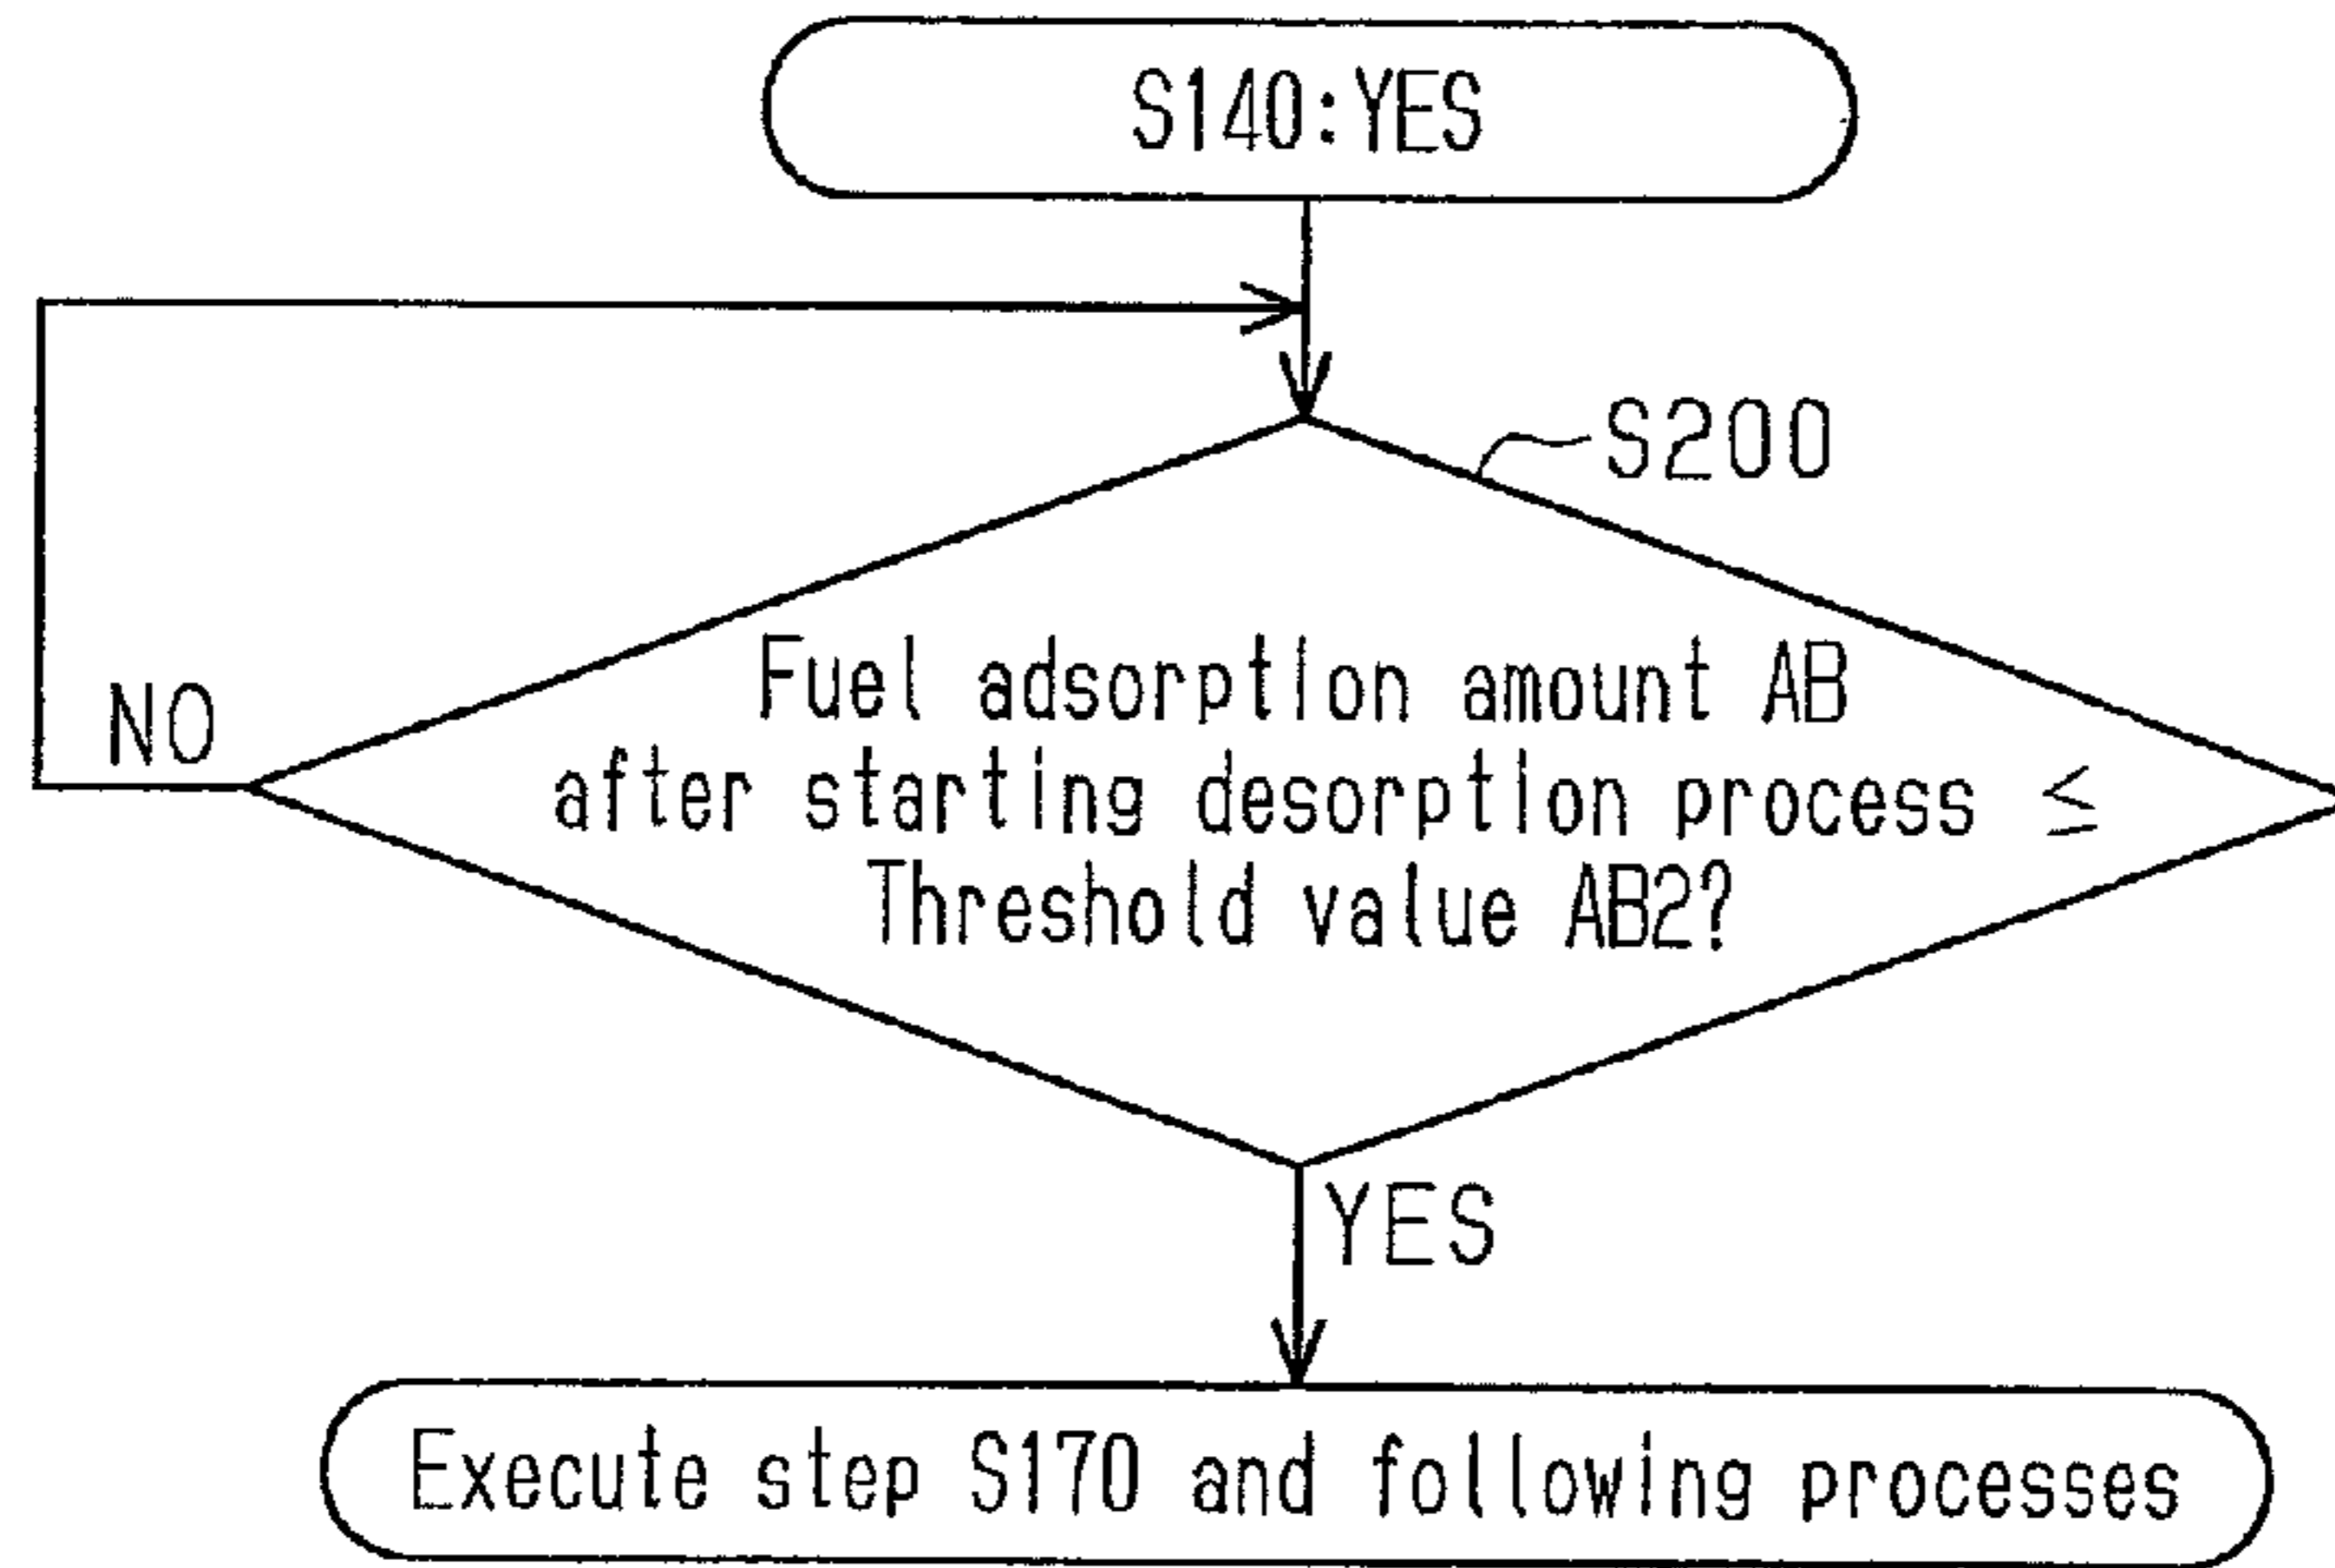 S140:YES
S200
Fuel adsorption amount AB
NO
after starting desorption process ≦
Threshold value AB2?
YES
Execute step S170 and following processes